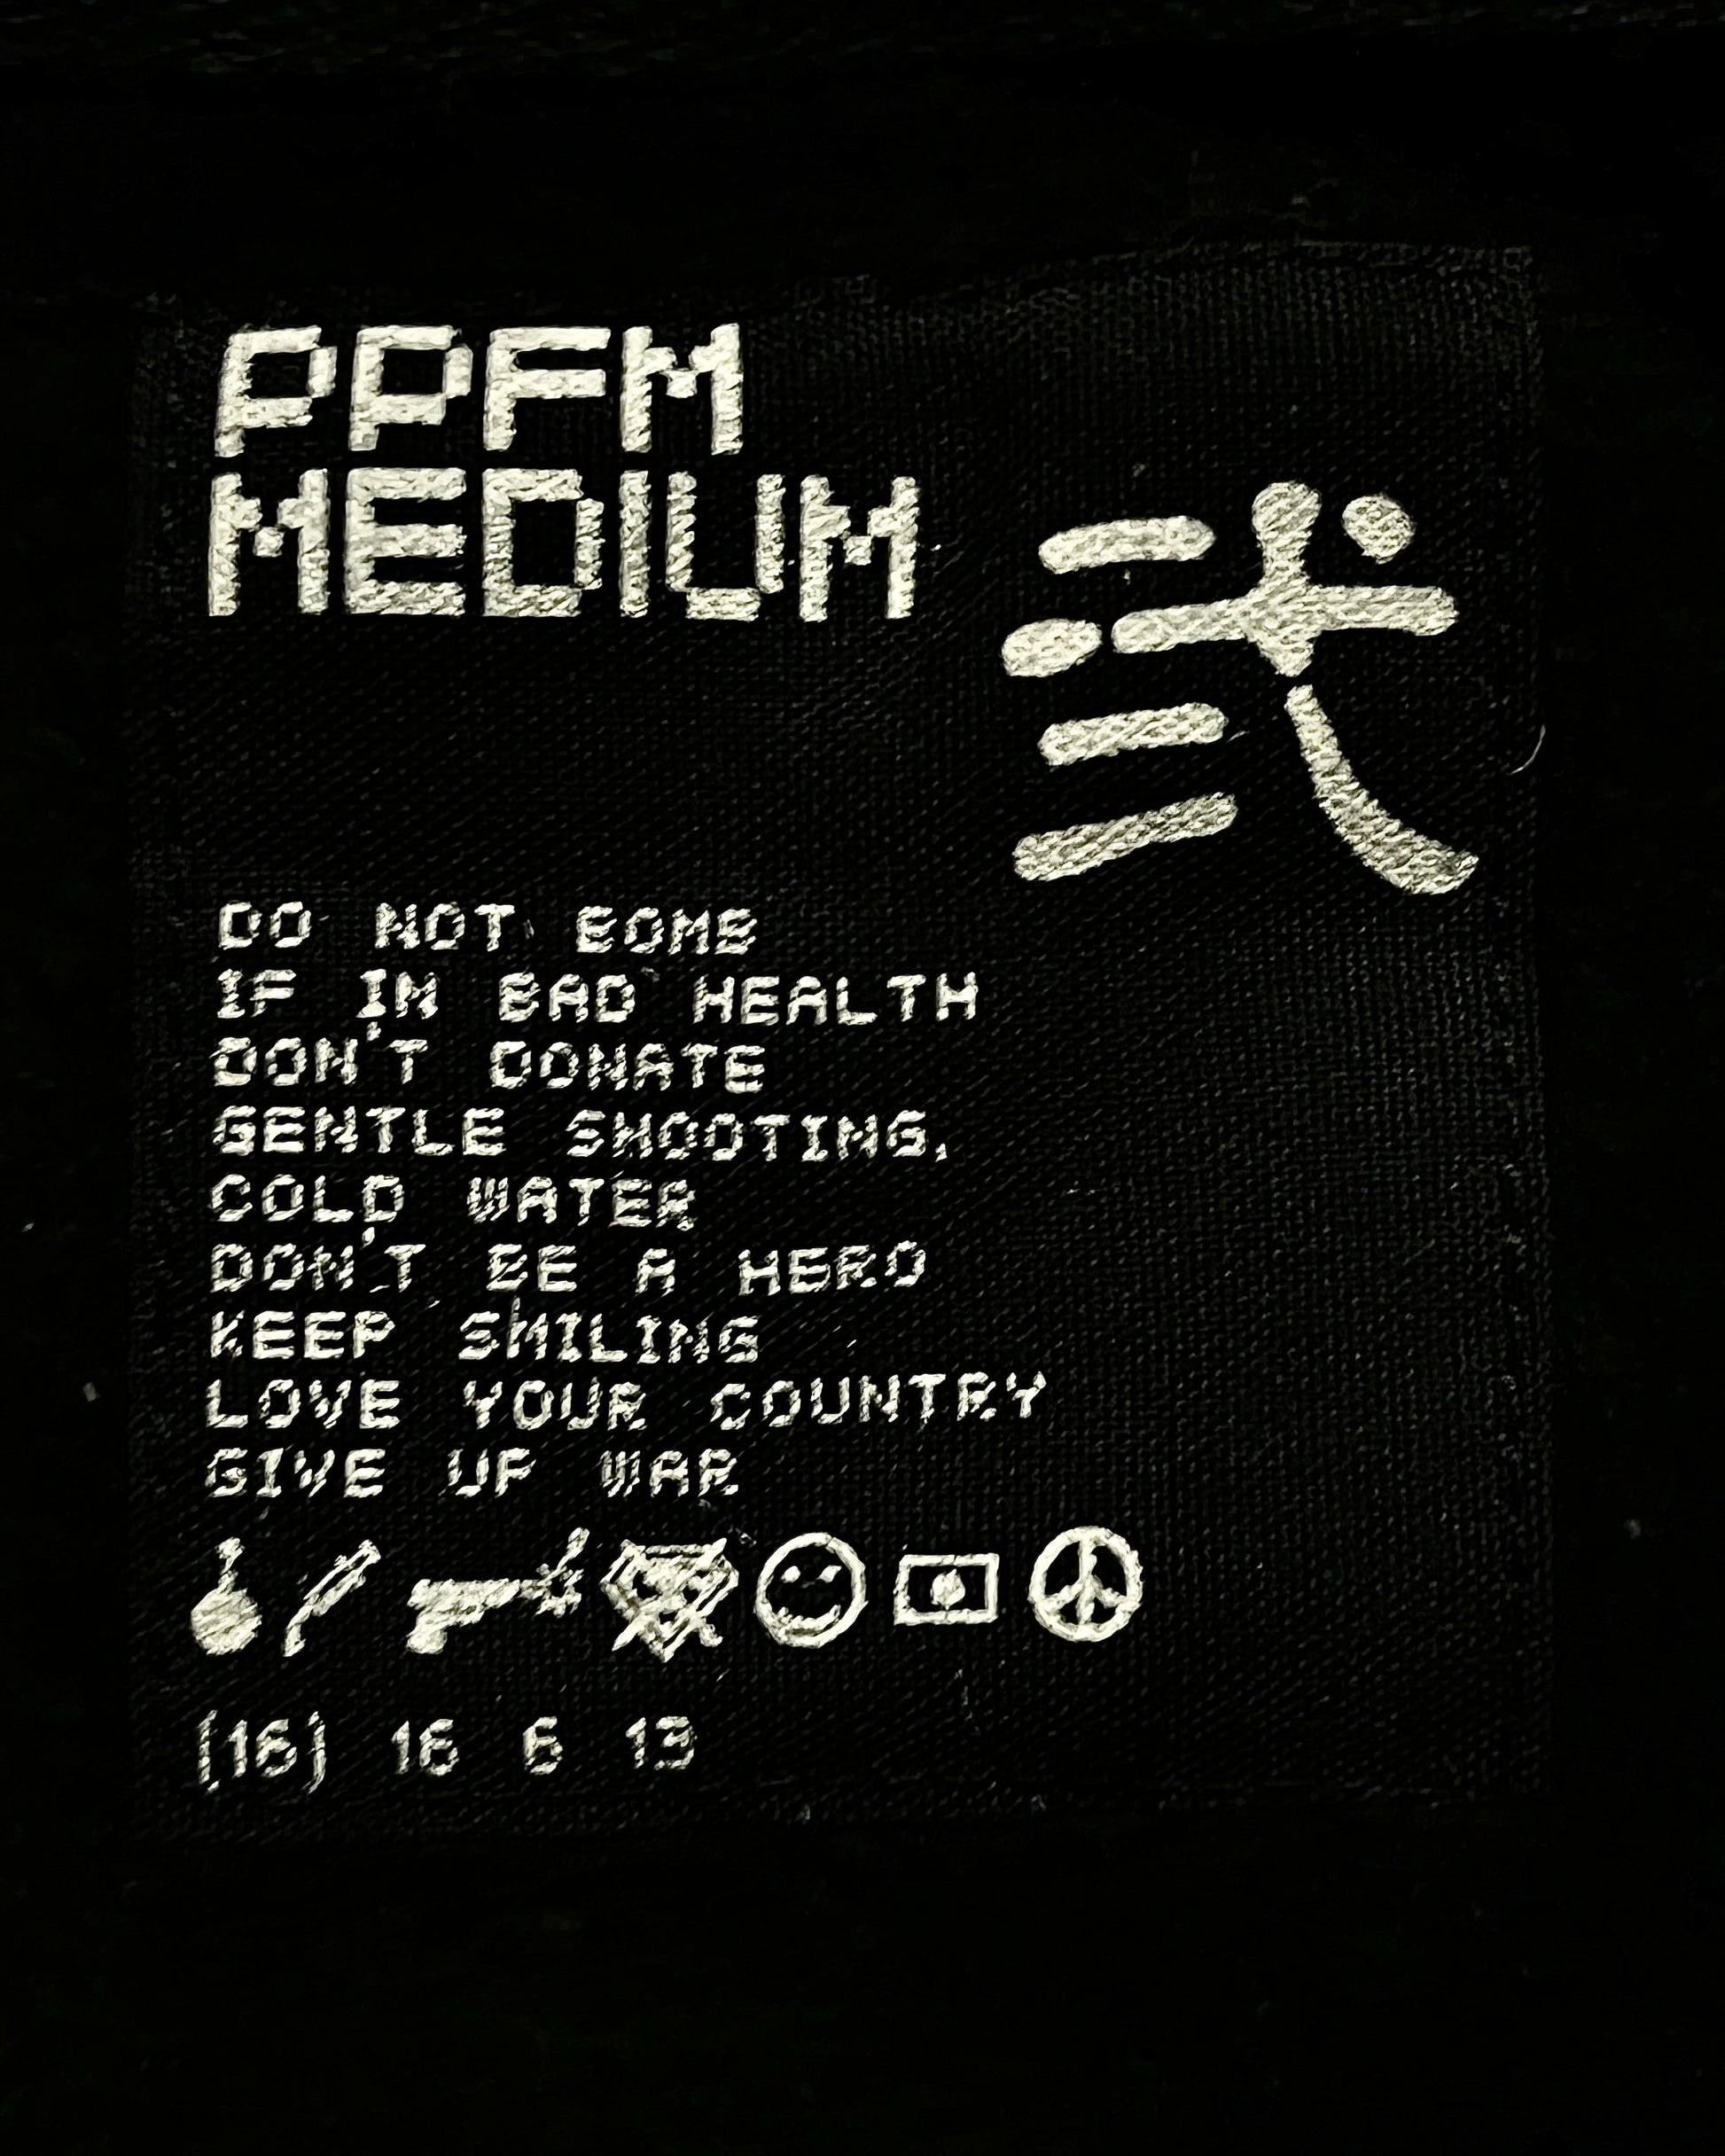 PPFM
MEDIUM
弐
DO NOT BOMB
IF IN BAD HEALTH
DON'T DONATE
GENTLE SHOOTING,
COLD WATER
DON'T BE A HERO
KEEP SMILING
LOVE YOUR COUNTRY
GIVE UP WAR
(16) 16 6 13